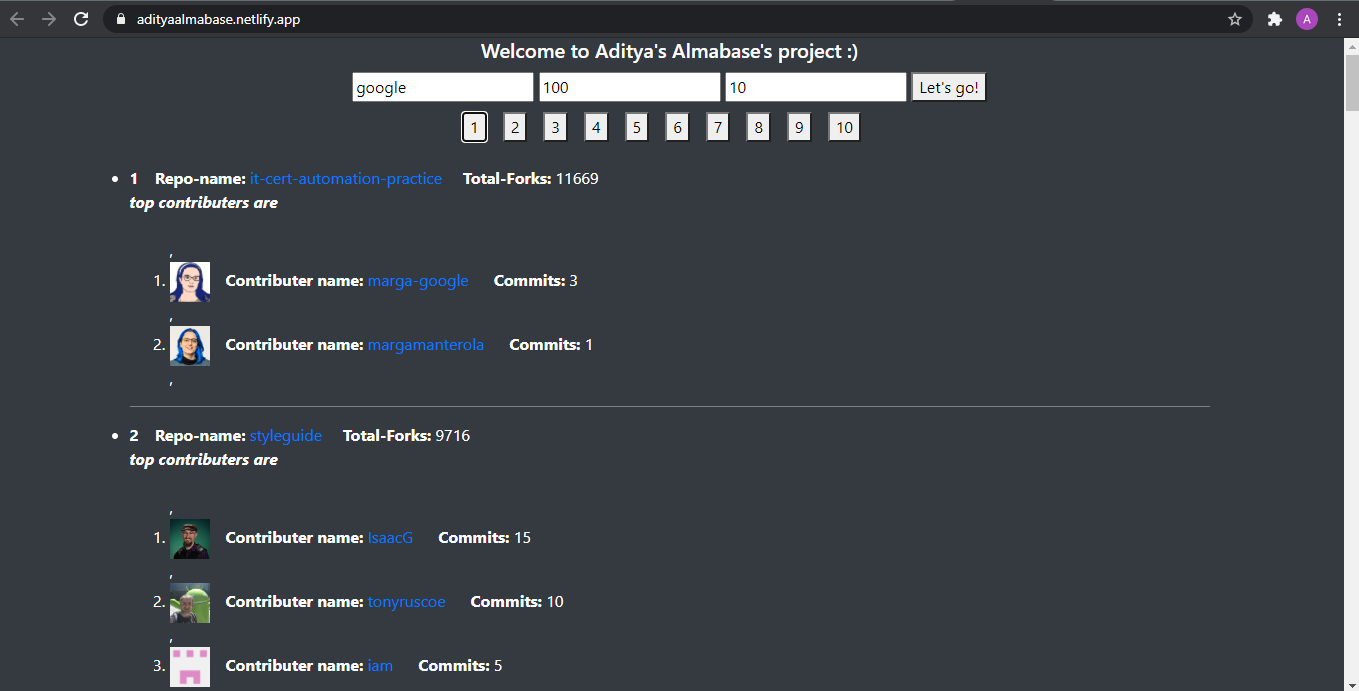 adityaalmabase.netlify.app
A
Welcome to Aditya's Almabase's project :)
google 100 10 Let's go!
1 2 3 4 5 6 7 8 9 10
• 1 Repo-name: it-cert-automation-practice Total-Forks: 11669
top contributers are
,
1. Contributer name: marga-google Commits: 3
,
2. Contributer name: margamanterola Commits: 1
,
• 2 Repo-name: styleguide Total-Forks: 9716
top contributers are
,
1. Contributer name: IsaacG Commits: 15
,
2. Contributer name: tonyruscoe Commits: 10
,
3. Contributer name: iam Commits: 5